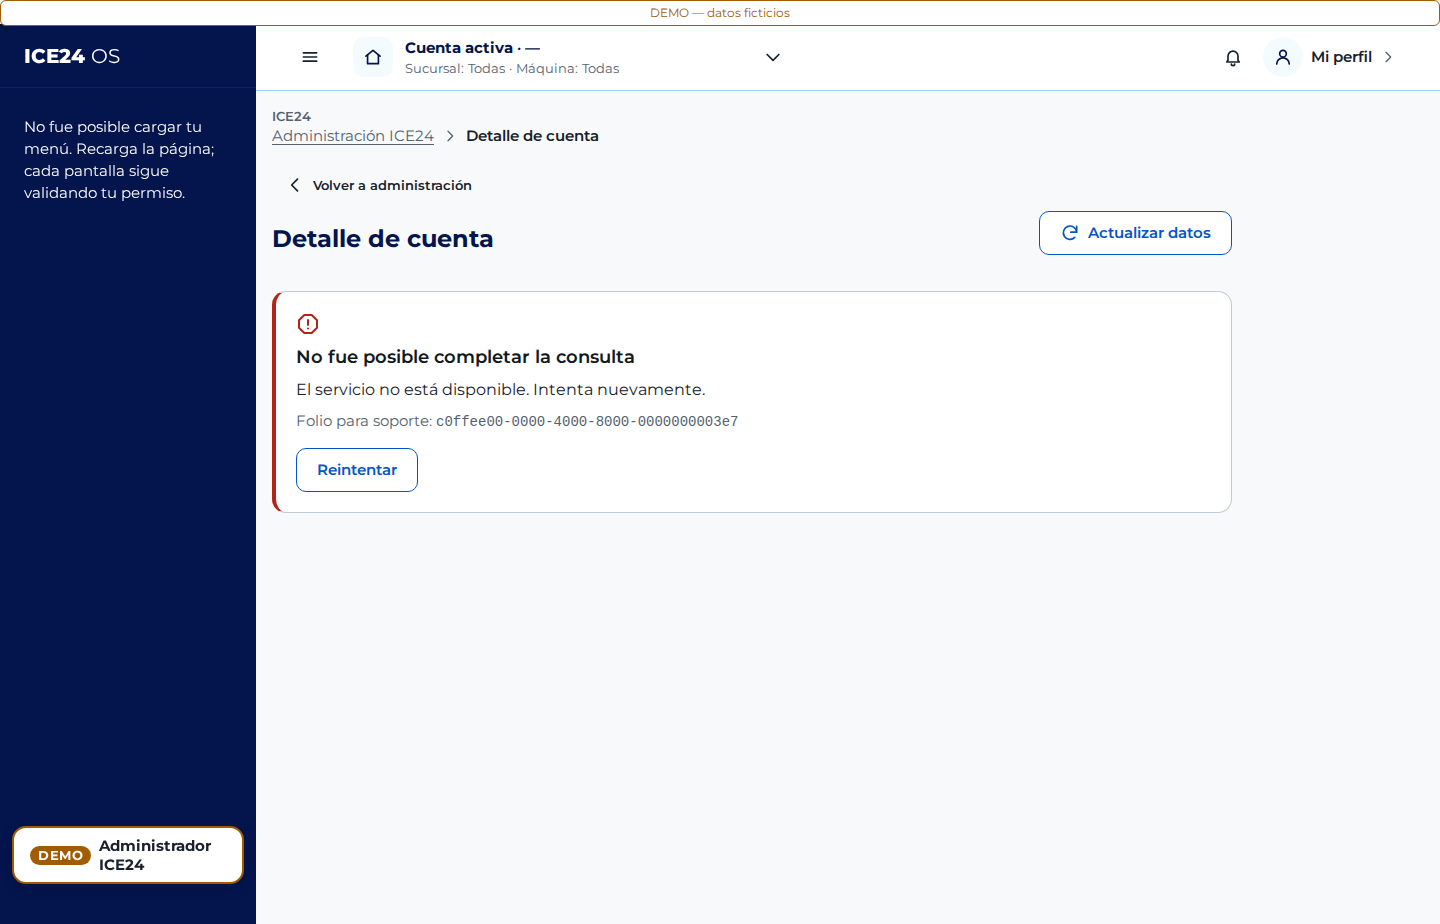 DEMO — datos ficticios
ICE24 OS
No fue posible cargar tu
menú. Recarga la página;
cada pantalla sigue
validando tu permiso.
DEMO
Administrador
ICE24
Cuenta activa · —
Sucursal: Todas · Máquina: Todas
Mi perfil
ICE24
Administración ICE24 > Detalle de cuenta
Volver a administración
Detalle de cuenta
Actualizar datos
No fue posible completar la consulta
El servicio no está disponible. Intenta nuevamente.
Folio para soporte: c0ffee00-0000-4000-8000-0000000003e7
Reintentar